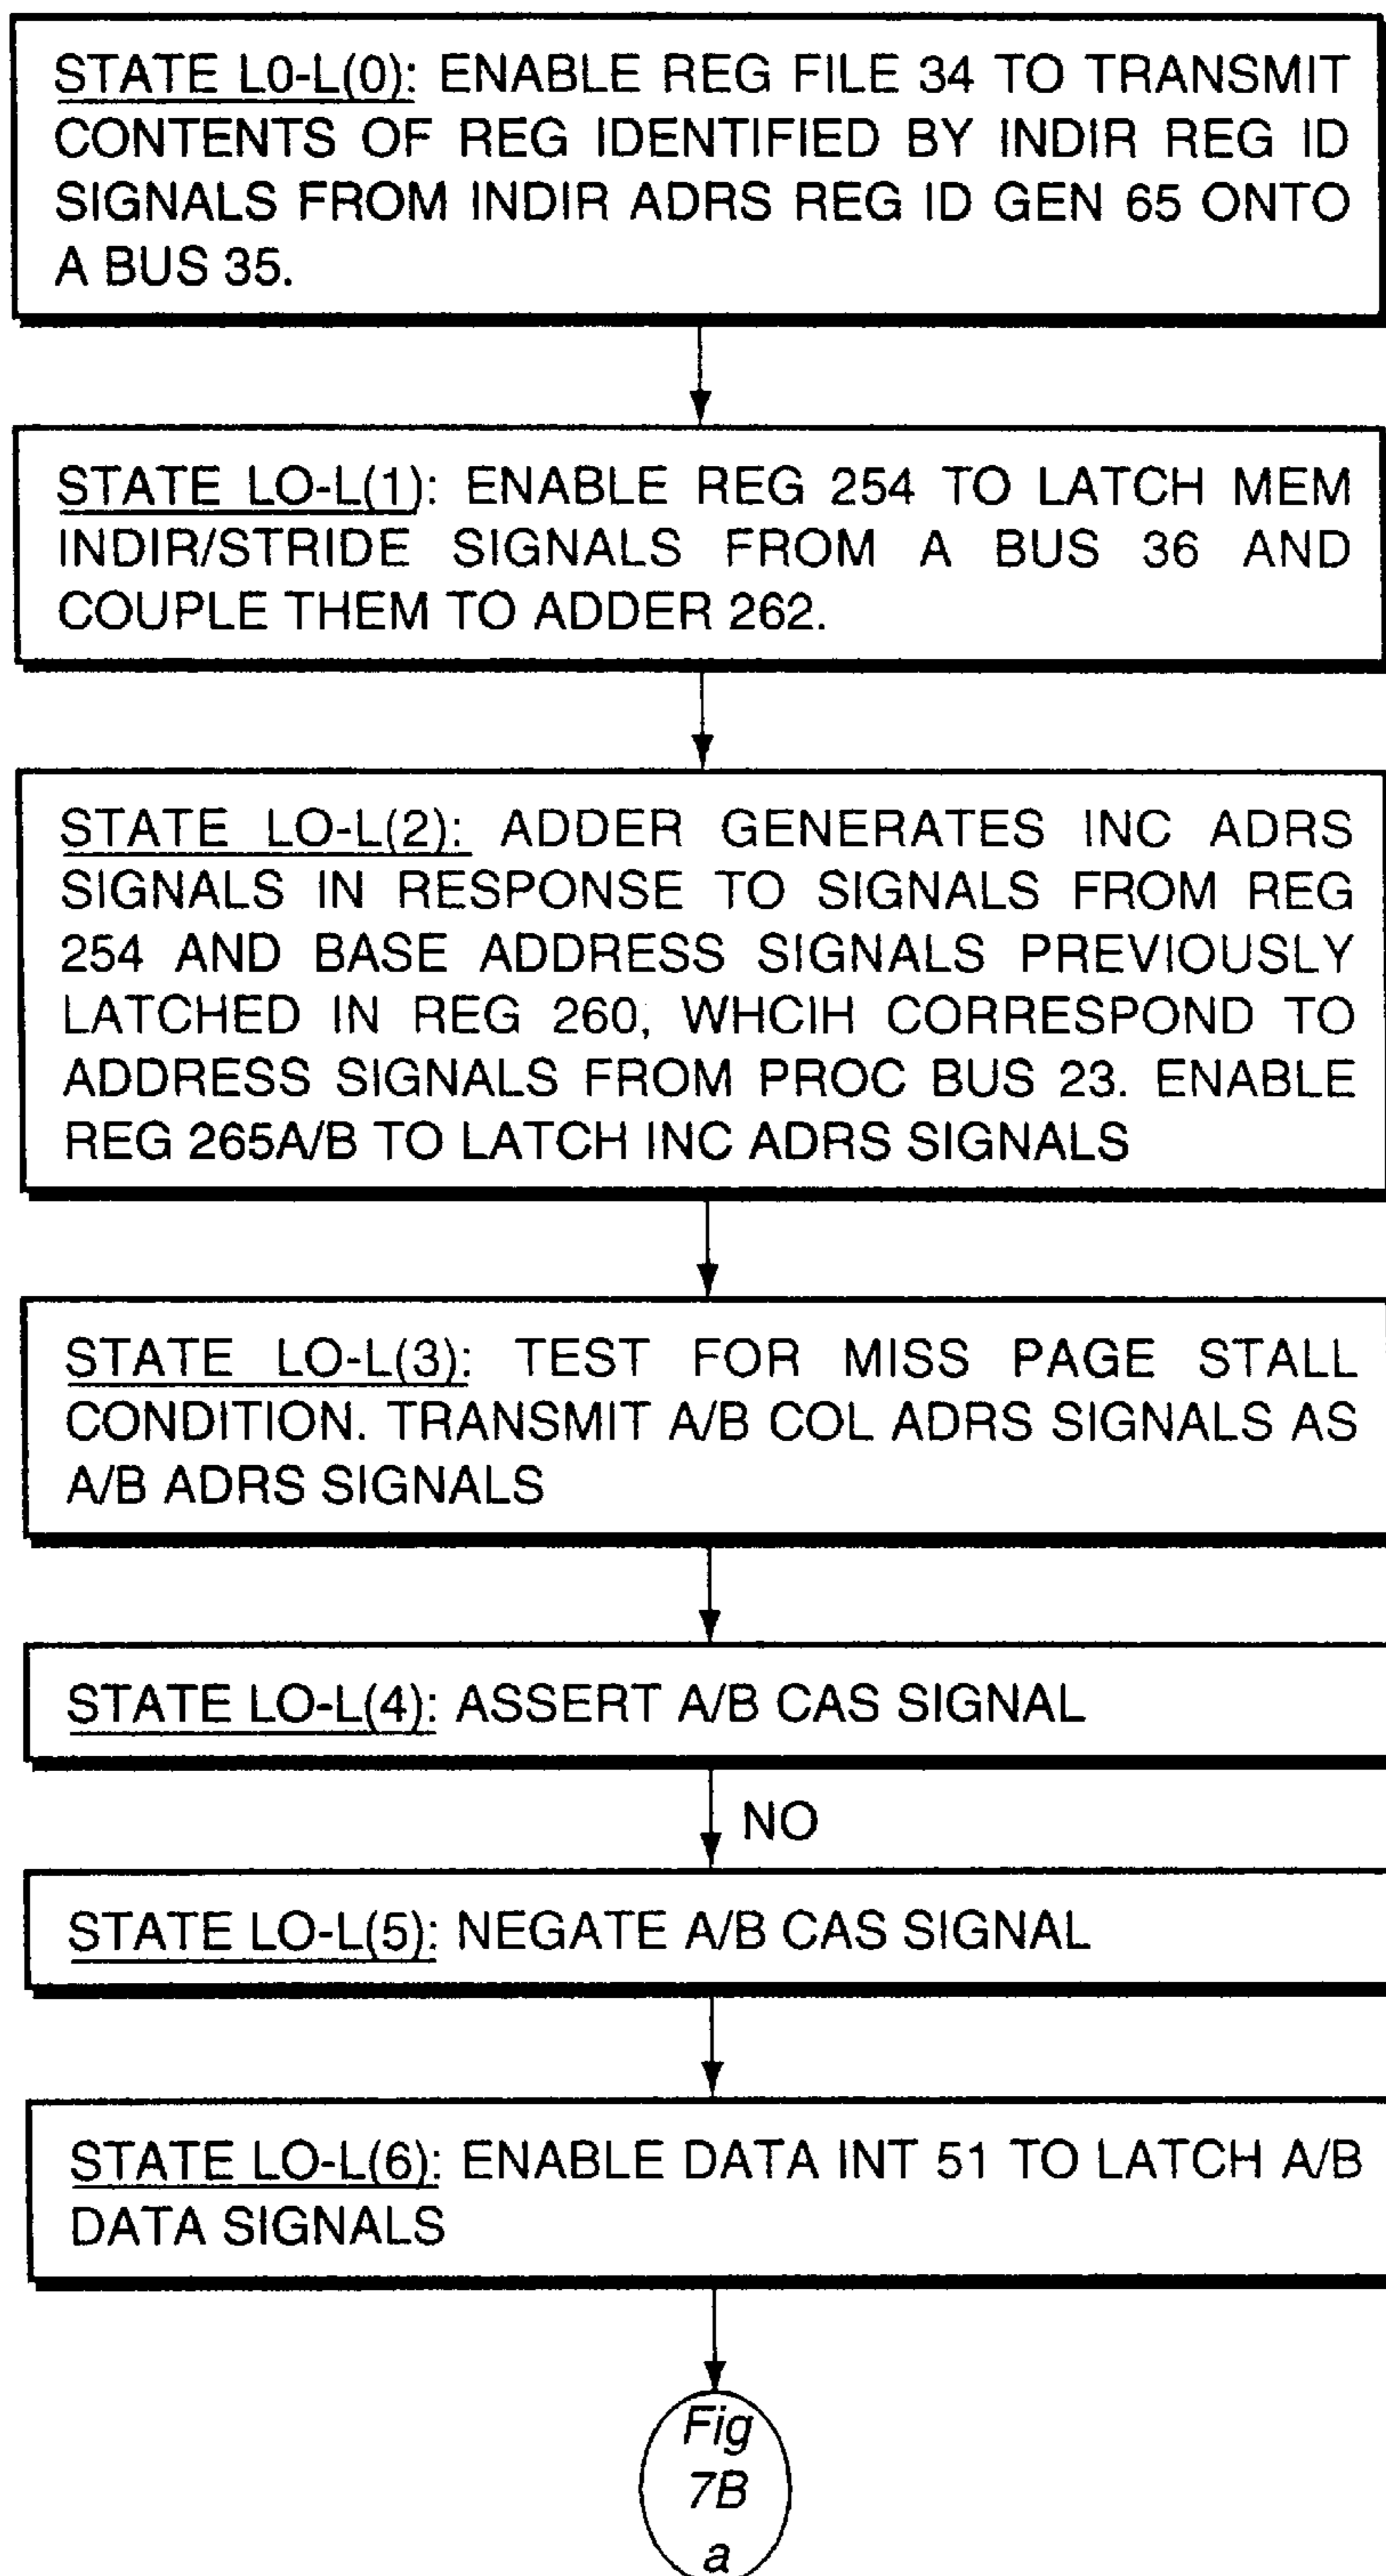 STATE L0-L(0): ENABLE REG FILE 34 TO TRANSMIT
CONTENTS OF REG IDENTIFIED BY INDIR REG ID
SIGNALS FROM INDIR ADRS REG ID GEN 65 ONTO
A BUS 35.
STATE LO-L(1): ENABLE REG 254 TO LATCH MEM
INDIR/STRIDE SIGNALS FROM A BUS 36 AND
COUPLE THEM TO ADDER 262.
STATE LO-L(2): ADDER GENERATES INC ADRS
SIGNALS IN RESPONSE TO SIGNALS FROM REG
254 AND BASE ADDRESS SIGNALS PREVIOUSLY
LATCHED IN REG 260, WHCIH CORRESPOND TO
ADDRESS SIGNALS FROM PROC BUS 23. ENABLE
REG 265A/B TO LATCH INC ADRS SIGNALS
STATE LO-L(3): TEST FOR MISS PAGE STALL
CONDITION. TRANSMIT A/B COL ADRS SIGNALS AS
A/B ADRS SIGNALS
STATE LO-L(4): ASSERT A/B CAS SIGNAL
NO
STATE LO-L(5): NEGATE A/B CAS SIGNAL
STATE LO-L(6): ENABLE DATA INT 51 TO LATCH A/B
DATA SIGNALS
Fig
7B
a